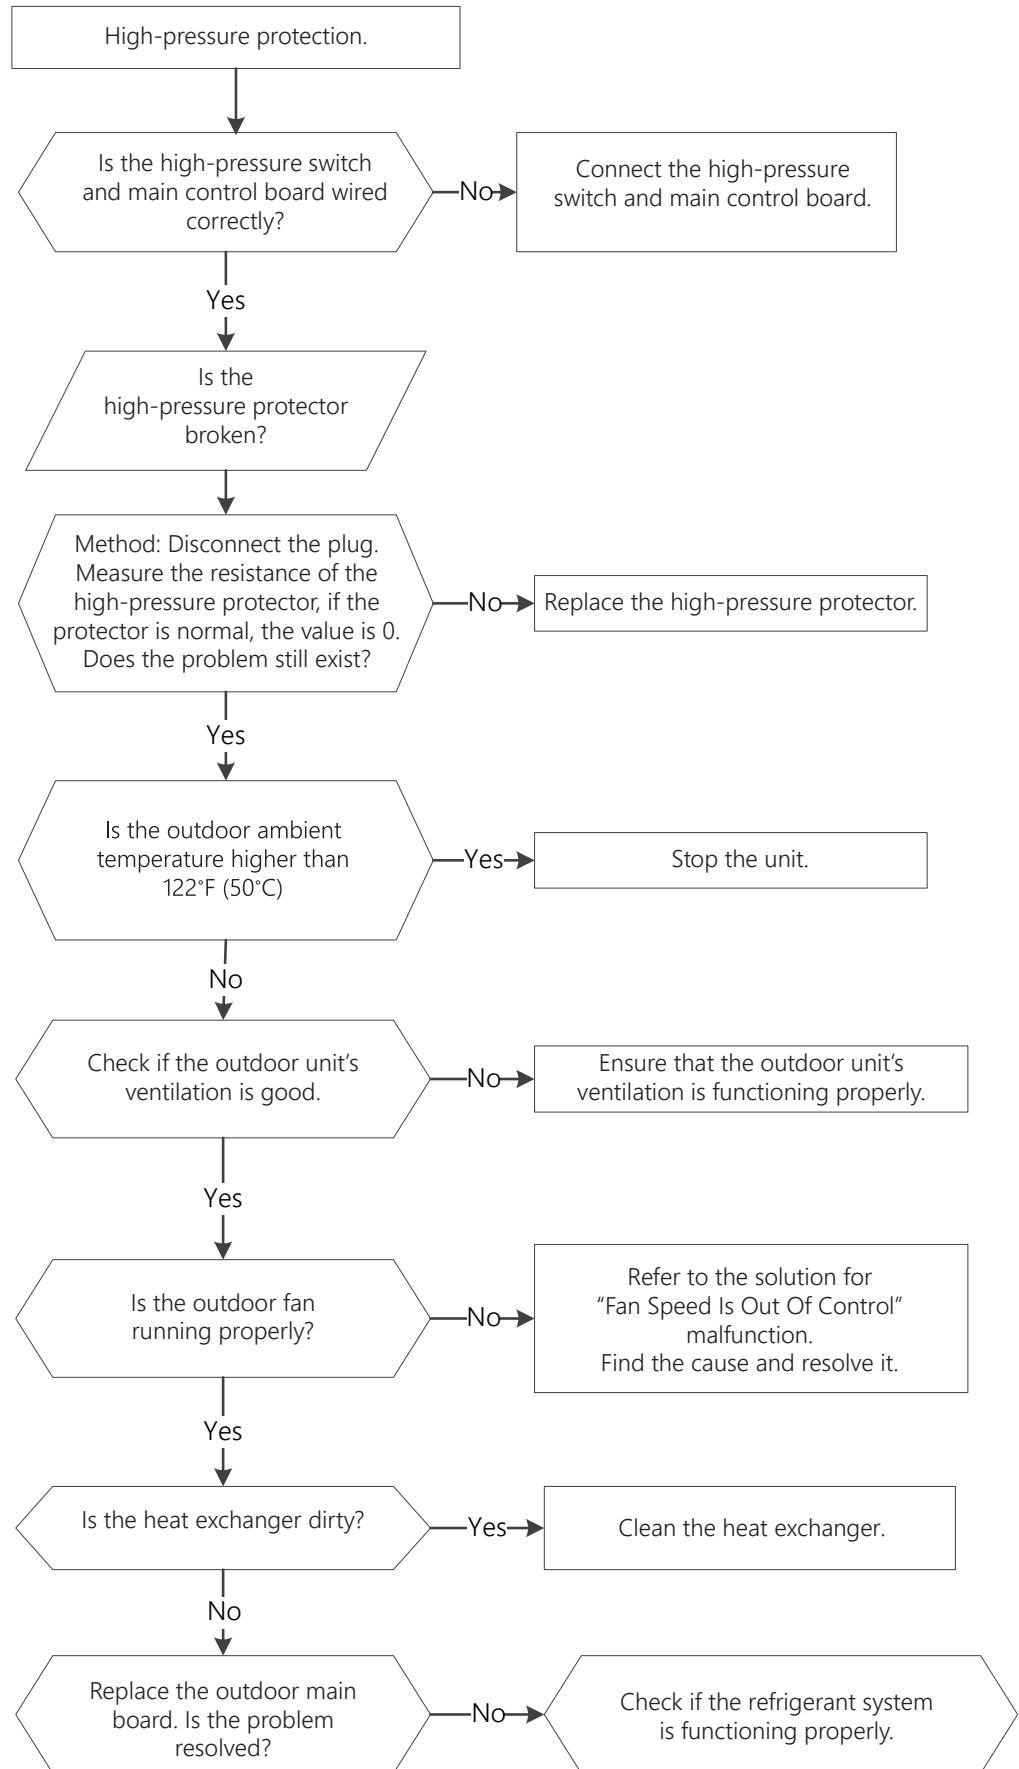 High-pressure protection.
Is the high-pressure switch
and main control board wired
correctly?
No
Connect the high-pressure
switch and main control board.
Yes
Is the
high-pressure protector
broken?
Method: Disconnect the plug.
Measure the resistance of the
high-pressure protector, if the
protector is normal, the value is 0.
Does the problem still exist?
No
Replace the high-pressure protector.
Yes
Is the outdoor ambient
temperature higher than
122°F (50°C)
Yes
Stop the unit.
No
Check if the outdoor unit’s
ventilation is good.
No
Ensure that the outdoor unit’s
ventilation is functioning properly.
Yes
Is the outdoor fan
running properly?
No
Refer to the solution for
“Fan Speed Is Out Of Control”
malfunction.
Find the cause and resolve it.
Yes
Is the heat exchanger dirty?
Yes
Clean the heat exchanger.
No
Replace the outdoor main
board. Is the problem
resolved?
No
Check if the refrigerant system
is functioning properly.